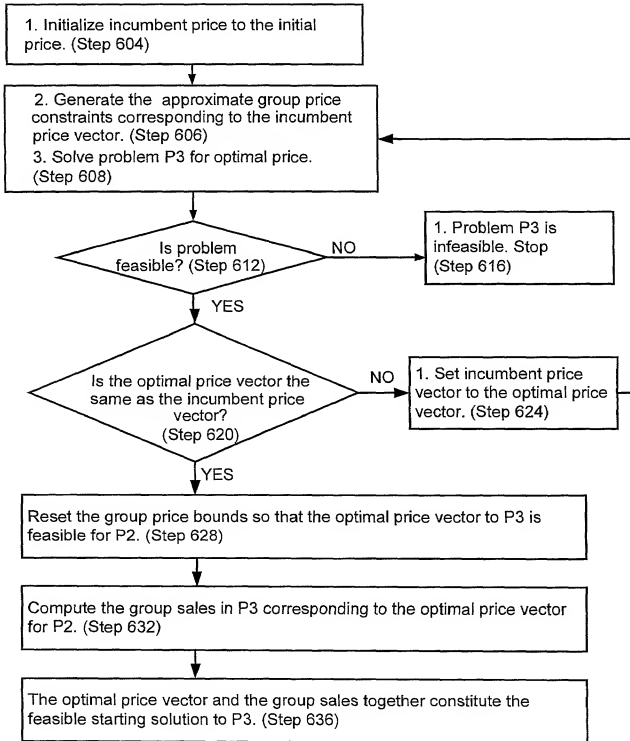 1. Initialize incumbent price to the initial
price. (Step 604)
2. Generate the approximate group price
constraints corresponding to the incumbent
price vector. (Step 606)
3. Solve problem P3 for optimal price.
(Step 608)
Is problem
feasible? (Step 612)
NO
1. Problem P3 is
infeasible. Stop
(Step 616)
YES
Is the optimal price vector the
same as the incumbent price
vector?
(Step 620)
NO
1. Set incumbent price
vector to the optimal price
vector. (Step 624)
YES
Reset the group price bounds so that the optimal price vector to P3 is
feasible for P2. (Step 628)
Compute the group sales in P3 corresponding to the optimal price vector
for P2. (Step 632)
The optimal price vector and the group sales together constitute the
feasible starting solution to P3. (Step 636)